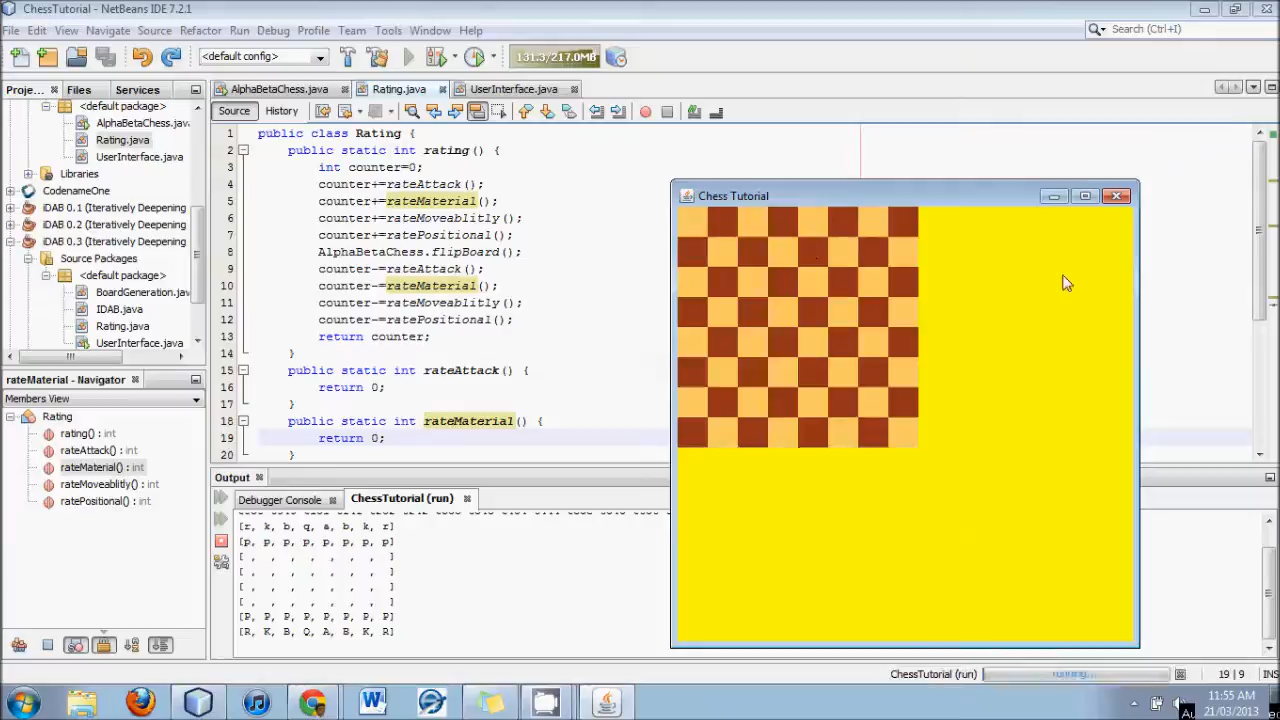 ChessTutorial - NetBeans IDE 7.2.1
File Edit View Navigate Source Refactor Run Debug Profile Team Tools Window Help
Search (Ctrl+I)
<default config>
131.3/217.0MB
Proje... Files Services
AlphaBetaChess.java Rating.java UserInterface.java
Source History
<default package>
AlphaBetaChess.java
Rating.java
UserInterface.java
Libraries
CodenameOne
iDAB 0.1 (Iteratively Deepening
iDAB 0.2 (Iteratively Deepening
iDAB 0.3 (Iteratively Deepening
Source Packages
<default package>
BoardGeneration.java
IDAB.java
Rating.java
UserInterface.java
1 public class Rating {
2 public static int rating() {
3 int counter=0;
4 counter+=rateAttack();
5 counter+=rateMaterial();
6 counter+=rateMoveablitly();
7 counter+=ratePositional();
8 AlphaBetaChess.flipBoard();
9 counter-=rateAttack();
10 counter-=rateMaterial();
11 counter-=rateMoveablitly();
12 counter-=ratePositional();
13 return counter;
14 }
15 public static int rateAttack() {
16 return 0;
17 }
18 public static int rateMaterial() {
19 return 0;
20 }
Chess Tutorial
rateMaterial - Navigator
Members View
Rating
rating() : int
rateAttack() : int
rateMaterial() : int
rateMoveablitly() : int
ratePositional() : int
Output
Debugger Console ChessTutorial (run)
[r, k, b, q, a, b, k, r]
[p, p, p, p, p, p, p, p]
[ , , , , , , , ]
[ , , , , , , , ]
[ , , , , , , , ]
[ , , , , , , , ]
[P, P, P, P, P, P, P, P]
[R, K, B, Q, A, B, K, R]
ChessTutorial (run)
running...
19 | 9 INS
11:55 AM
21/03/2013